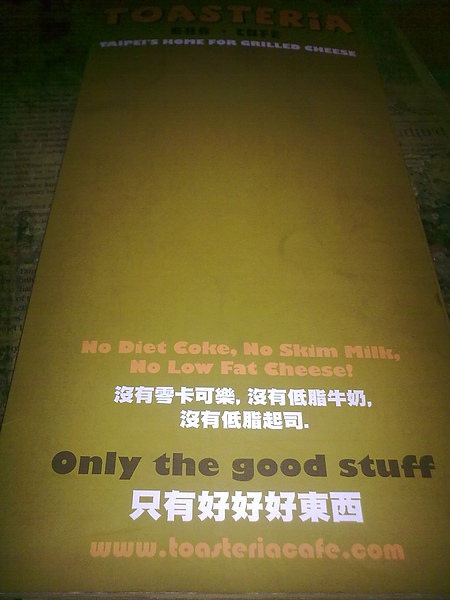 TOASTERiA
BAR • CAFE
TAIPEI'S HOME FOR GRILLED CHEESE
No Diet Coke, No Skim Milk,
No Low Fat Cheese!
沒有零卡可樂, 沒有低脂牛奶,
沒有低脂起司.
Only the good stuff
只有好好好東西
www.toasteriacafe.com